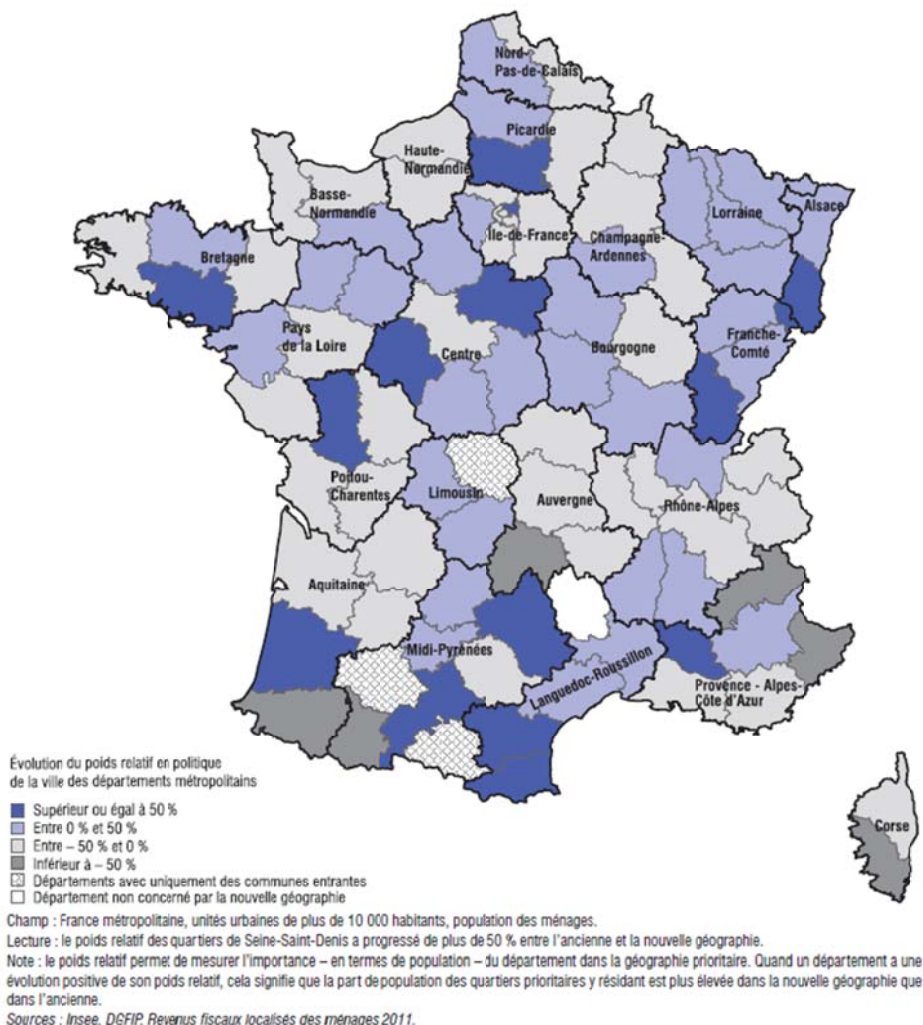 Nord-
Pas-de-Calais
Picardie
Haute-
Normandie
Basse-
Normandie
Île-de-France
Champagne-
Ardennes
Lorraine
Alsace
Bretagne
Pays
de la Loire
Centre
Bourgogne
Franche-
Comté
Poitou-
Charentes
Limousin
Auvergne
Rhône-Alpes
Aquitaine
Midi-Pyrénées
Languedoc-Roussillon
Provence - Alpes-
Côte d'Azur
Corse
Évolution du poids relatif en politique
de la ville des départements métropolitains
Supérieur ou égal à 50 %
Entre 0 % et 50 %
Entre – 50 % et 0 %
Inférieur à – 50 %
Départements avec uniquement des communes entrantes
Département non concerné par la nouvelle géographie
Champ : France métropolitaine, unités urbaines de plus de 10 000 habitants, population des ménages.
Lecture : le poids relatif des quartiers de Seine-Saint-Denis a progressé de plus de 50 % entre l'ancienne et la nouvelle géographie.
Note : le poids relatif permet de mesurer l'importance – en termes de population – du département dans la géographie prioritaire. Quand un département a une
évolution positive de son poids relatif, cela signifie que la part de population des quartiers prioritaires y résidant est plus élevée dans la nouvelle géographie que
dans l'ancienne.
Sources : Insee, DGFIP, Revenus fiscaux localisés des ménages 2011.